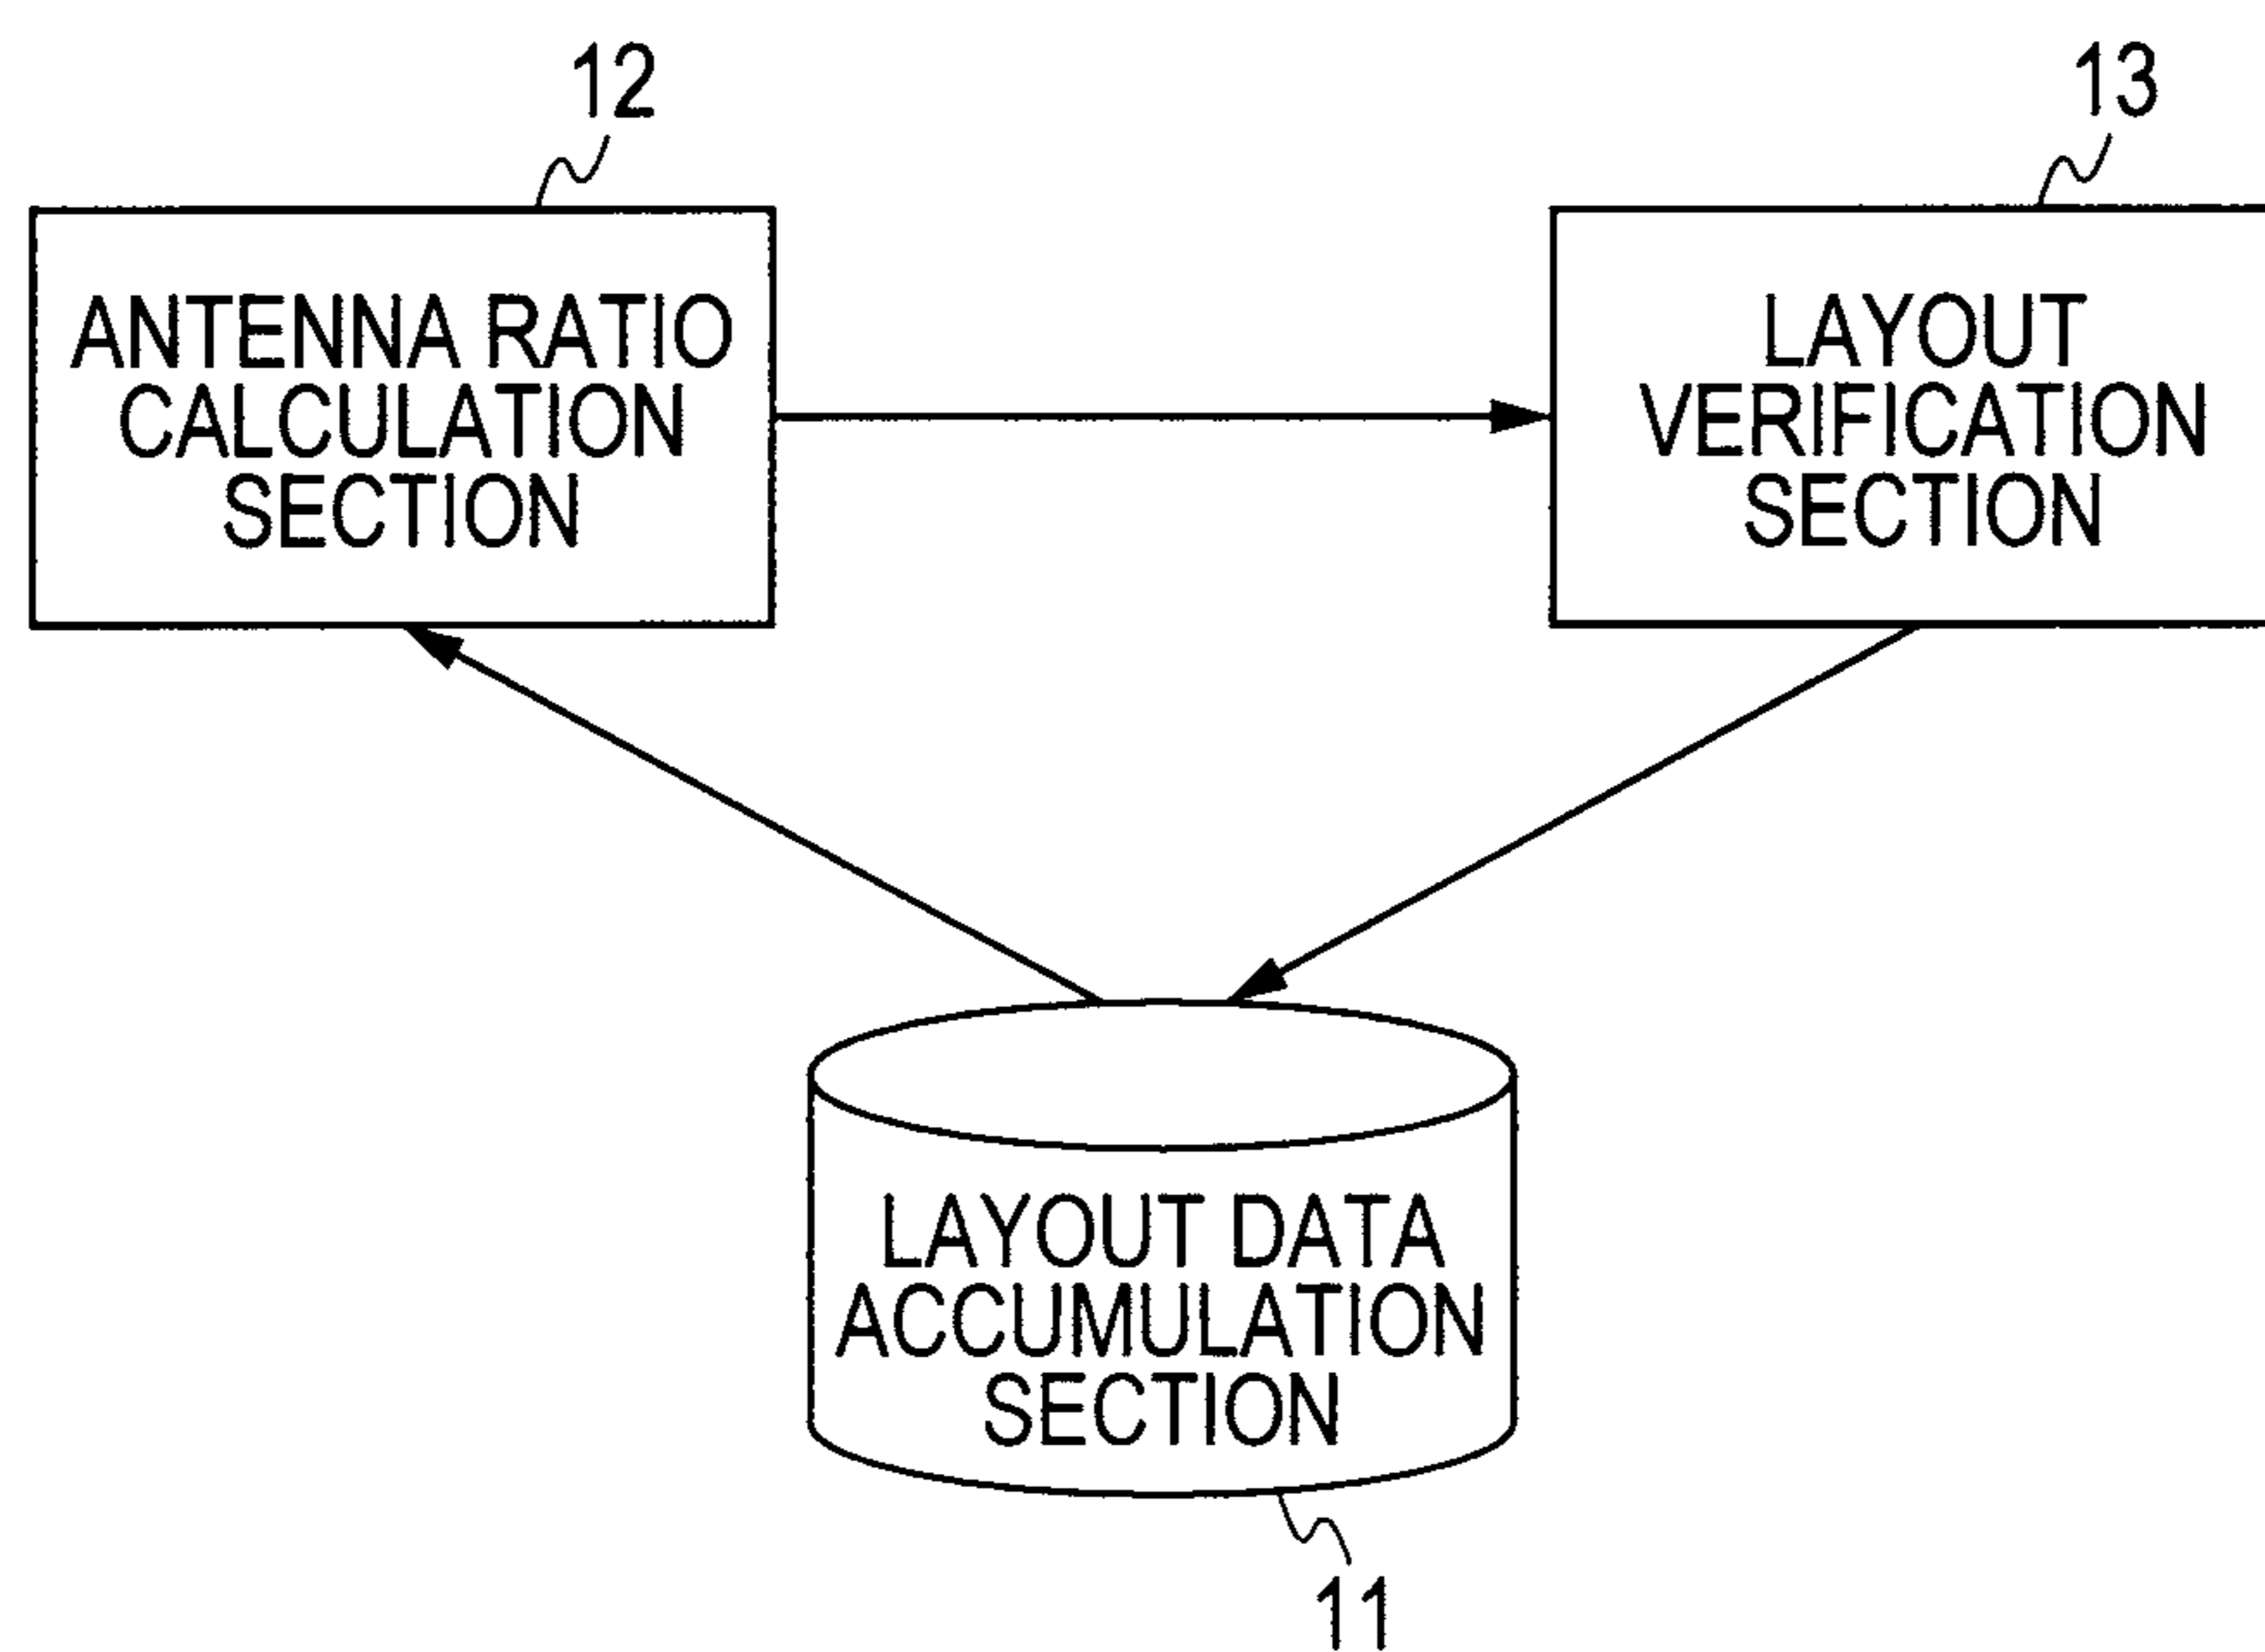 12
13
ANTENNA RATIO
CALCULATION
SECTION
LAYOUT
VERIFICATION
SECTION
LAYOUT DATA
ACCUMULATION
SECTION
11